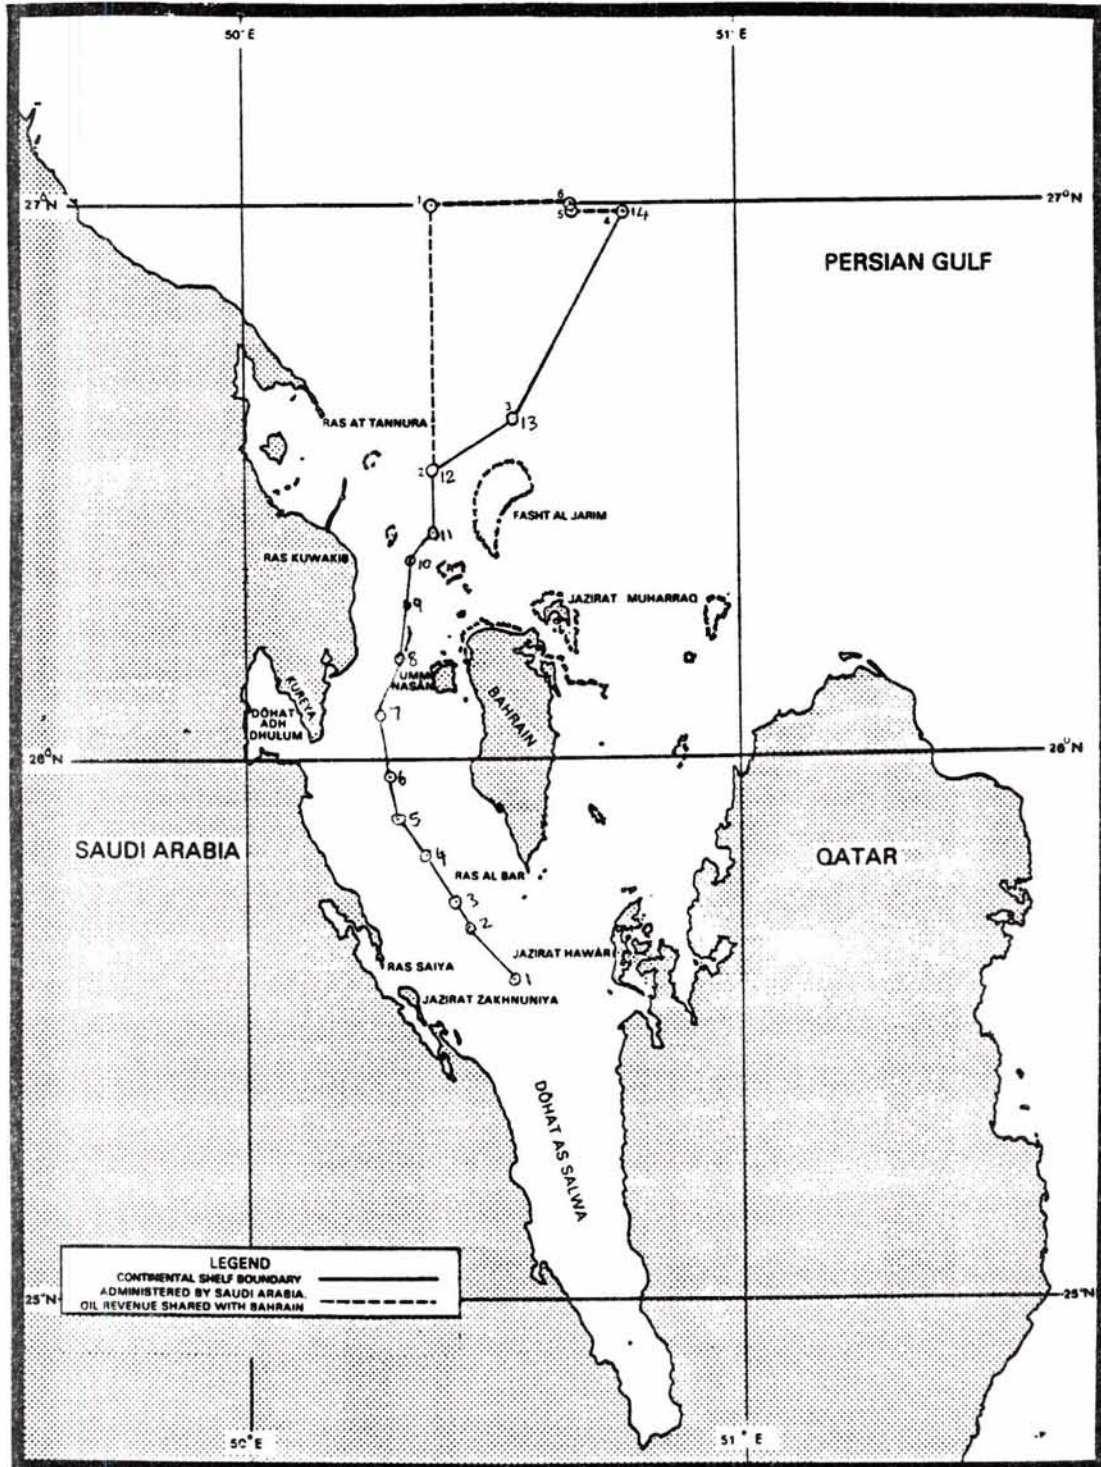 50° E
51° E
27°N
1
6
5
4
14
27°N
PERSIAN GULF
3
13
RAS AT TANNURA
2
12
FASHT AL JARIM
11
RAS KUWAKIB
10
9
JAZIRAT MUHARRAQ
8
UMM
NASAN
KUREYA
BAHRAIN
7
DŌHAT
ADH
DHULUM
26°N
26°N
6
5
SAUDI ARABIA
4
QATAR
RAS AL BAR
3
2
JAZIRAT HAWĀR
RAS SAIYA
1
JAZIRAT ZAKHNUNIYA
DŌHAT AS SALWA
LEGEND
CONTINENTAL SHELF BOUNDARY
ADMINISTERED BY SAUDI ARABIA.
OIL REVENUE SHARED WITH BAHRAIN
25°N
25°N
50°E
51°E